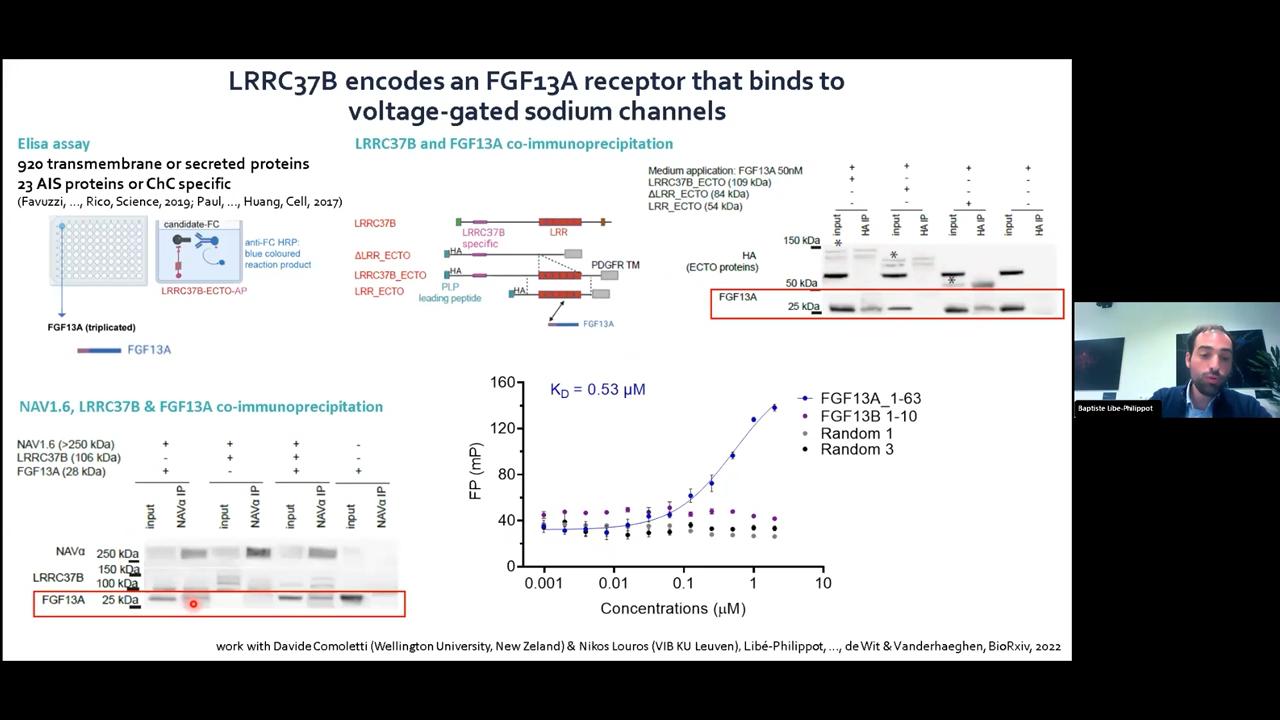 LRRC37B encodes an FGF13A receptor that binds to
voltage-gated sodium channels
Elisa assay
920 transmembrane or secreted proteins
23 AIS proteins or ChC specific
(Favuzzi, ..., Rico, Science, 2019; Paul, ..., Huang, Cell, 2017)
candidate-FC
anti-FC HRP:
blue coloured
reaction product
LRRC37B-ECTO-AP
FGF13A (triplicated)
FGF13A
LRRC37B and FGF13A co-immunoprecipitation
LRRC37B
LRRC37B
specific
LRR
ΔLRR_ECTO
HA
PDGFR TM
LRRC37B_ECTO
HA
LRR_ECTO
PLP
leading peptide
HA
FGF13A
Medium application: FGF13A 50nM
+ + + +
LRRC37B_ECTO (109 kDa)
+ - - -
ΔLRR_ECTO (84 kDa)
- + - -
LRR_ECTO (54 kDa)
- - + -
input HA IP input HA IP input HA IP input HA IP
150 kDa
*
*
*
HA
(ECTO proteins)
50 kDa
FGF13A
25 kDa
NAV1.6, LRRC37B & FGF13A co-immunoprecipitation
NAV1.6 (>250 kDa) + + + -
LRRC37B (106 kDa) - + + -
FGF13A (28 kDa) + - + +
input NAVα IP input NAVα IP input NAVα IP input NAVα IP
NAVα 250 kDa
150 kDa
LRRC37B
100 kDa
FGF13A 25 kDa
KD = 0.53 µM
FP (mP)
160
120
80
40
0
0.001 0.01 0.1 1 10
Concentrations (µM)
FGF13A_1-63
FGF13B 1-10
Random 1
Random 3
work with Davide Comoletti (Wellington University, New Zeland) & Nikos Louros (VIB KU Leuven), Libé-Philippot, ..., de Wit & Vanderhaeghen, BioRxiv, 2022
Baptiste Libe-Philippot